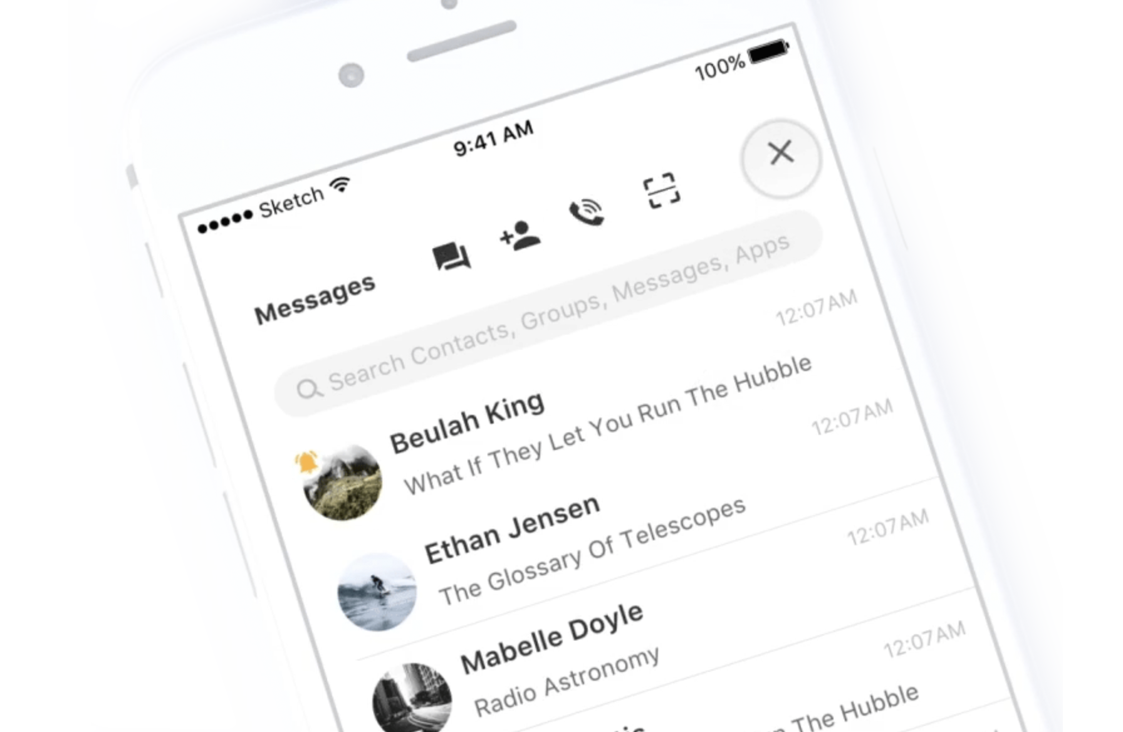 100%
9:41 AM
Sketch
Messages
Search Contacts, Groups, Messages, Apps
12:07AM
Beulah King
What If They Let You Run The Hubble
12:07AM
Ethan Jensen
The Glossary Of Telescopes
12:07AM
Mabelle Doyle
Radio Astronomy
12:07AM
The Hubble